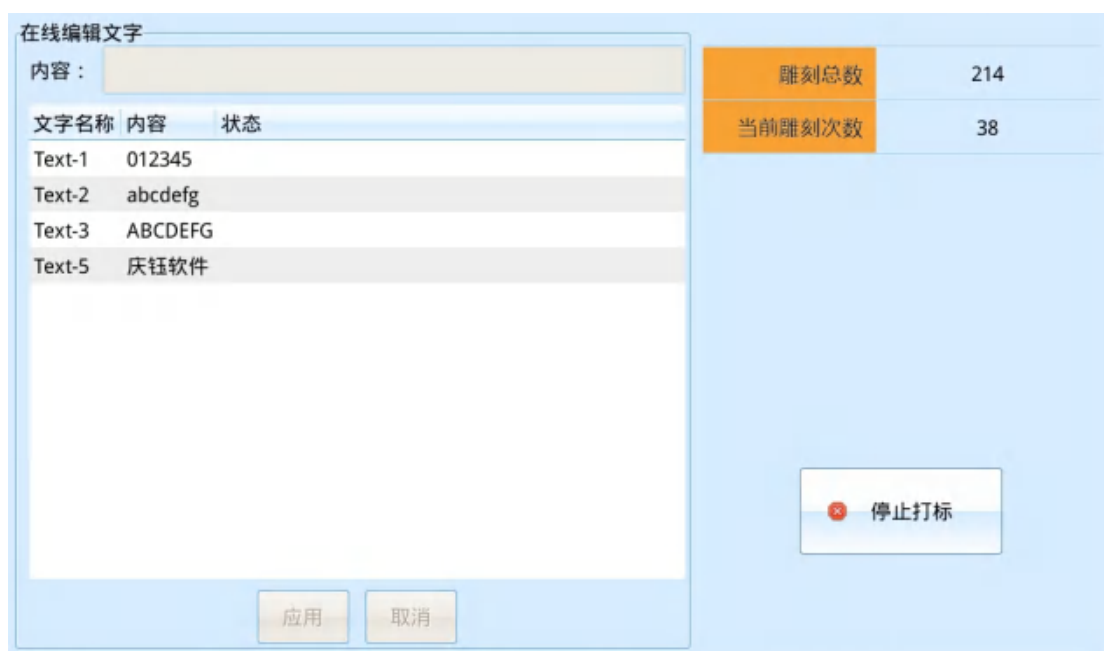 在线编辑文字
内容：
文字名称 内容 状态
Text-1 012345
Text-2 abcdefg
Text-3 ABCDEFG
Text-5 庆钰软件
应用 取消
雕刻总数 214
当前雕刻次数 38
停止打标